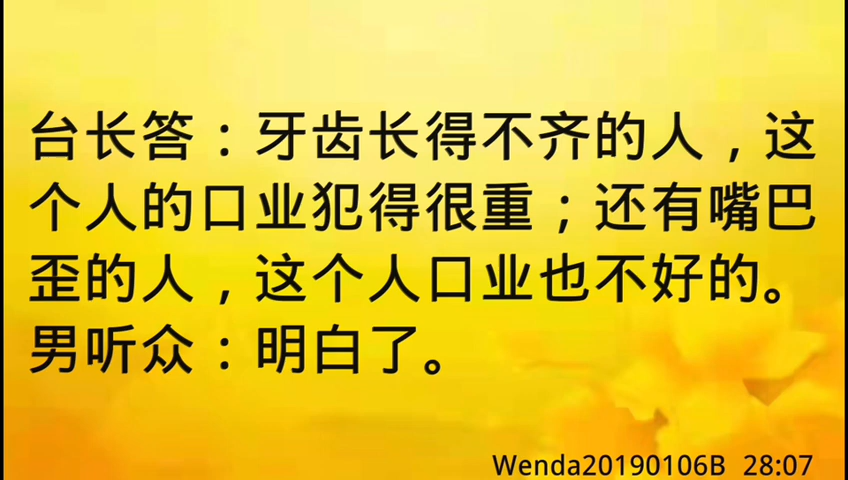 台长答：牙齿长得不齐的人，这
个人的口业犯得很重；还有嘴巴
歪的人，这个人口业也不好的。
男听众：明白了。
Wenda20190106B 28:07